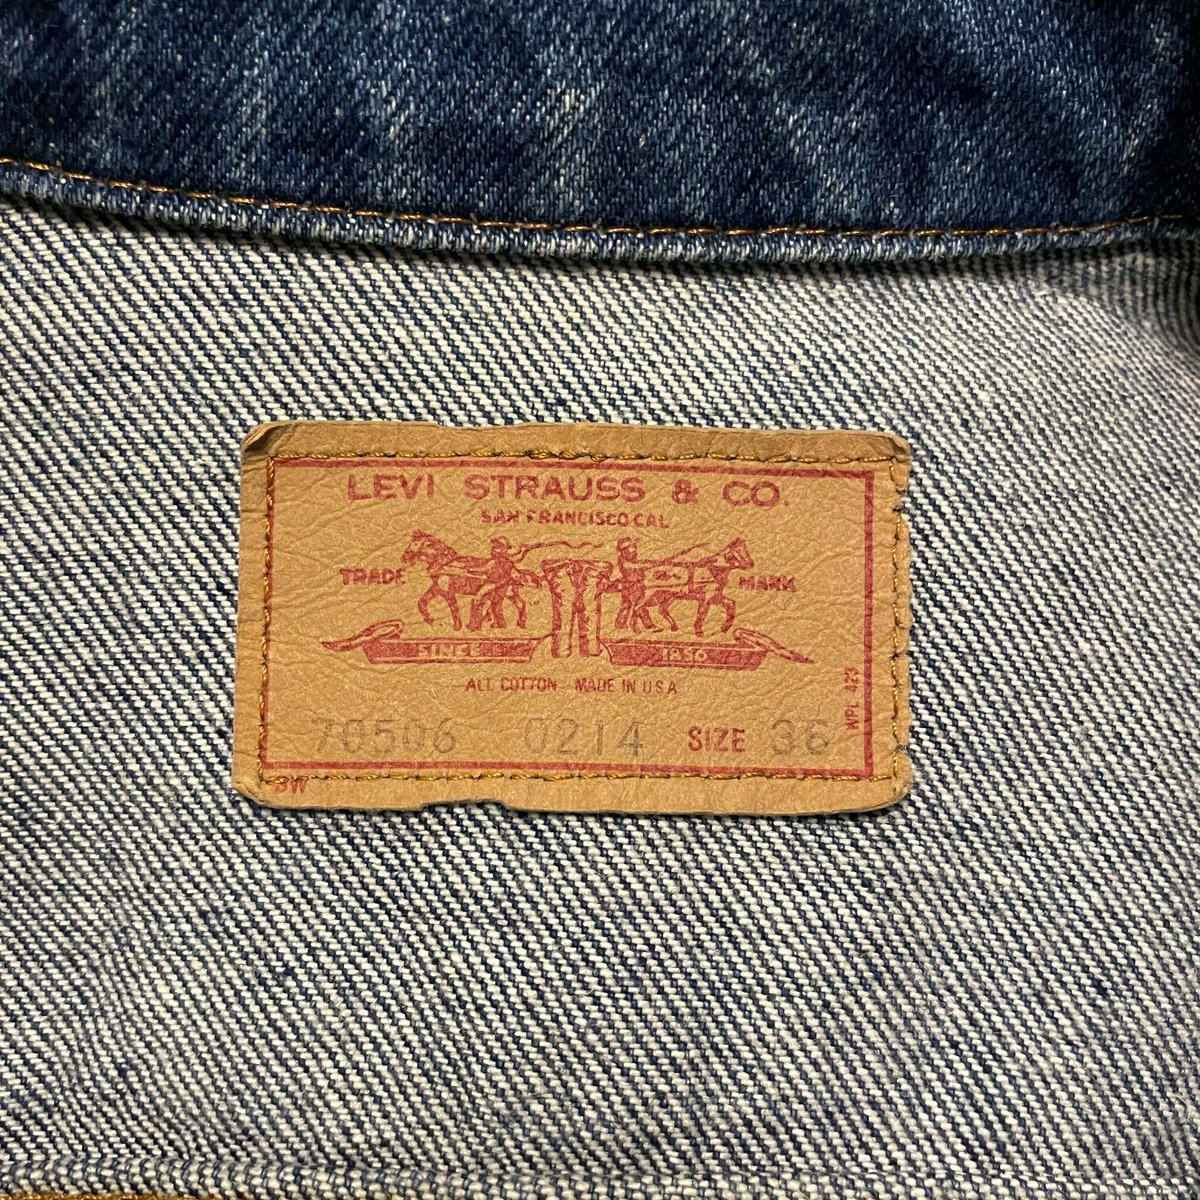 LEVI STRAUSS & CO.
SAN FRANCISCO CAL
TRADE MARK
SINCE 1850
ALL COTTON MADE IN U.S.A
WPL 423
70506 0214 SIZE 36
3W